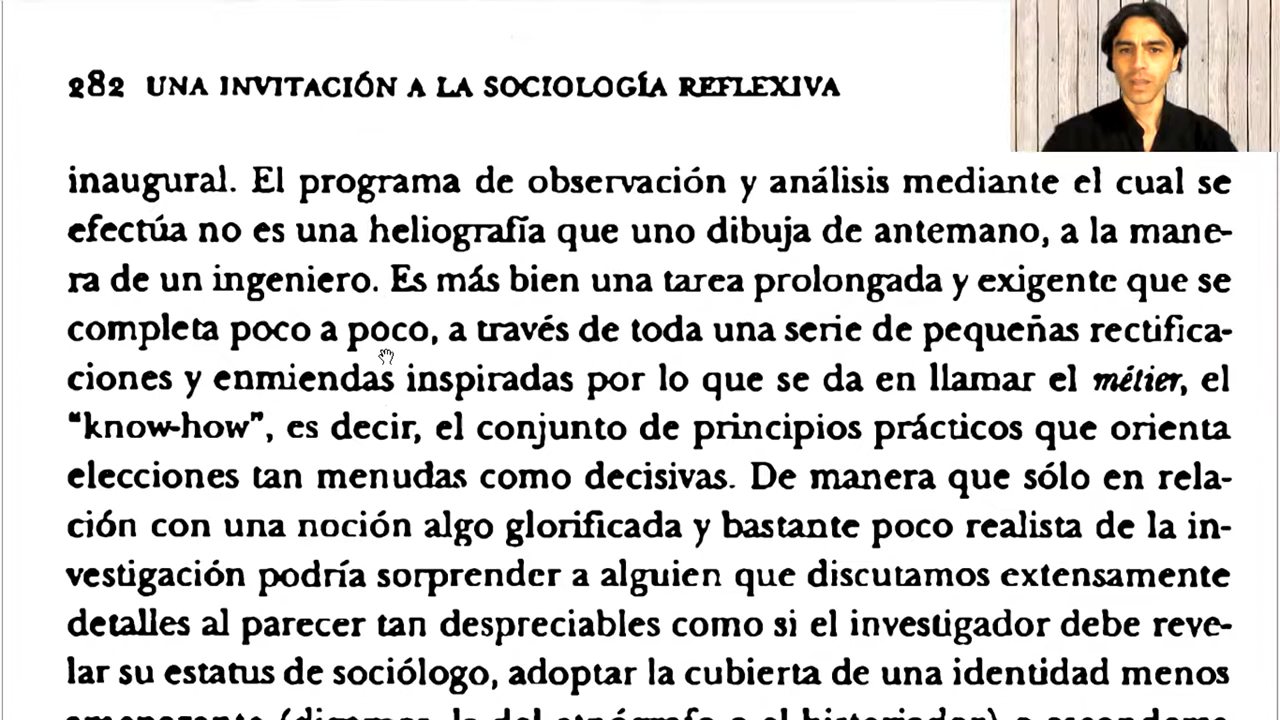 282 UNA INVITACIÓN A LA SOCIOLOGÍA REFLEXIVA
inaugural. El programa de observación y análisis mediante el cual se
efectúa no es una heliografía que uno dibuja de antemano, a la mane-
ra de un ingeniero. Es más bien una tarea prolongada y exigente que se
completa poco a poco, a través de toda una serie de pequeñas rectifica-
ciones y enmiendas inspiradas por lo que se da en llamar el métier, el
“know-how”, es decir, el conjunto de principios prácticos que orienta
elecciones tan menudas como decisivas. De manera que sólo en rela-
ción con una noción algo glorificada y bastante poco realista de la in-
vestigación podría sorprender a alguien que discutamos extensamente
detalles al parecer tan despreciables como si el investigador debe reve-
lar su estatus de sociólogo, adoptar la cubierta de una identidad menos